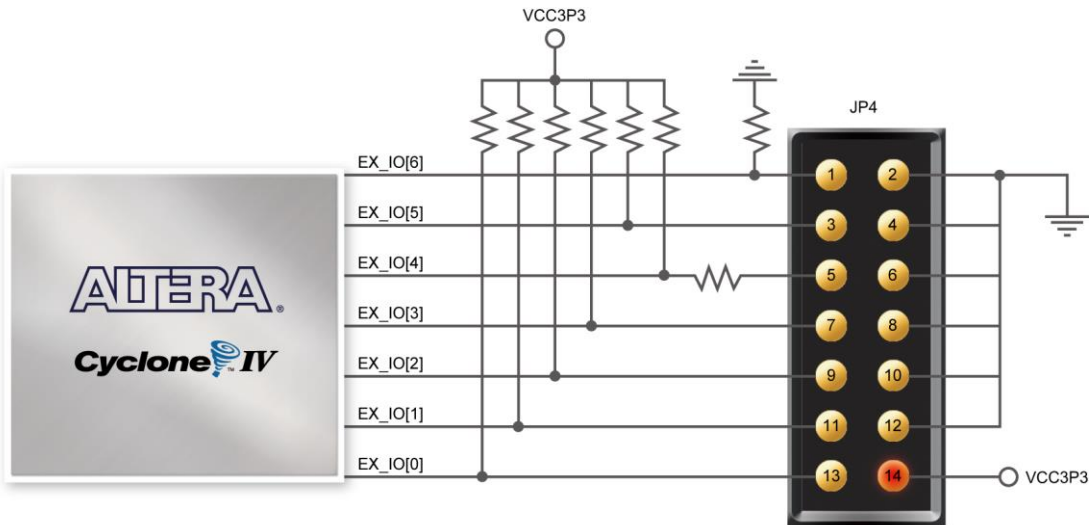 VCC3P3
JP4
EX_IO[6]
1 2
EX_IO[5]
3 4
EX_IO[4]
5 6
EX_IO[3]
7 8
EX_IO[2]
9 10
EX_IO[1]
11 12
EX_IO[0]
13 14
VCC3P3
ALTERA®
Cyclone™ IV